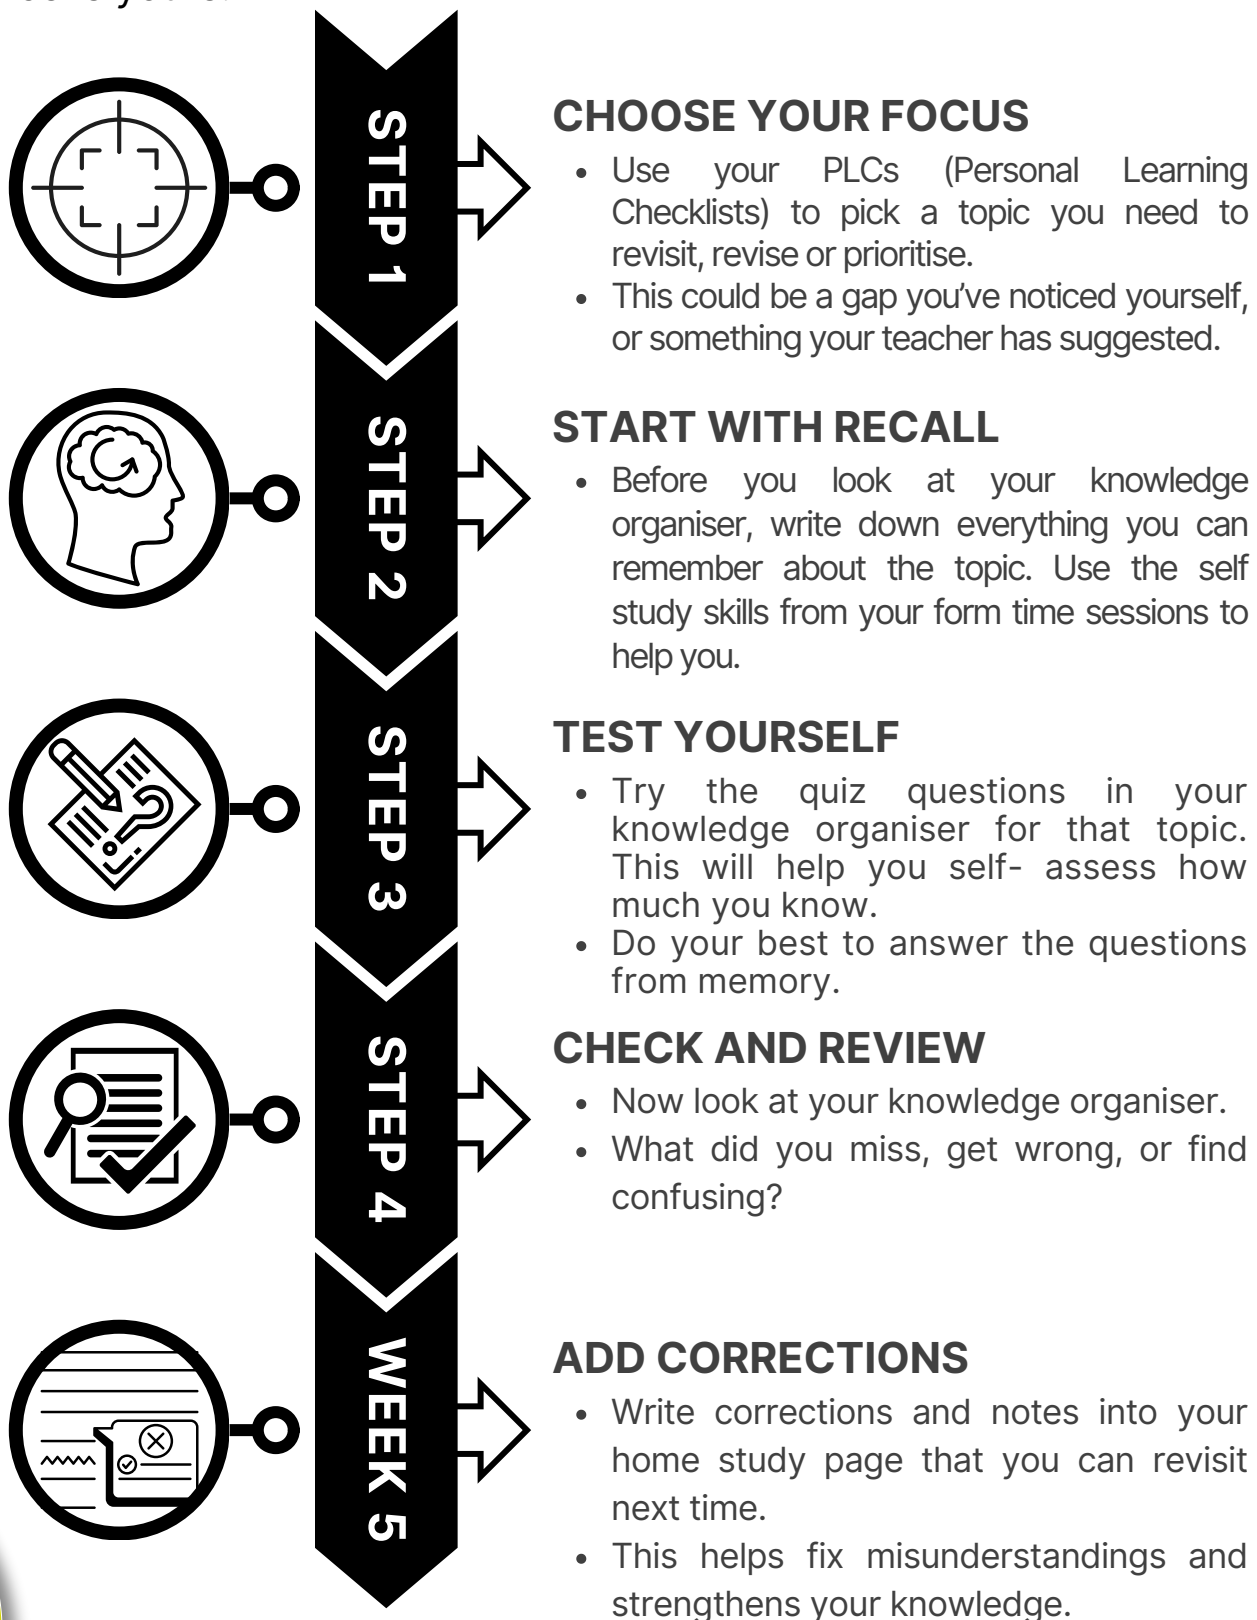 STEP 1
CHOOSE YOUR FOCUS
• Use your PLCs (Personal Learning
Checklists) to pick a topic you need to
revisit, revise or prioritise.
• This could be a gap you've noticed yourself,
or something your teacher has suggested.
STEP 2
START WITH RECALL
• Before you look at your knowledge
organiser, write down everything you can
remember about the topic. Use the self
study skills from your form time sessions to
help you.
STEP 3
TEST YOURSELF
• Try the quiz questions in your
knowledge organiser for that topic.
This will help you self- assess how
much you know.
• Do your best to answer the questions
from memory.
STEP 4
CHECK AND REVIEW
• Now look at your knowledge organiser.
• What did you miss, get wrong, or find
confusing?
WEEK 5
ADD CORRECTIONS
• Write corrections and notes into your
home study page that you can revisit
next time.
• This helps fix misunderstandings and
strengthens your knowledge.